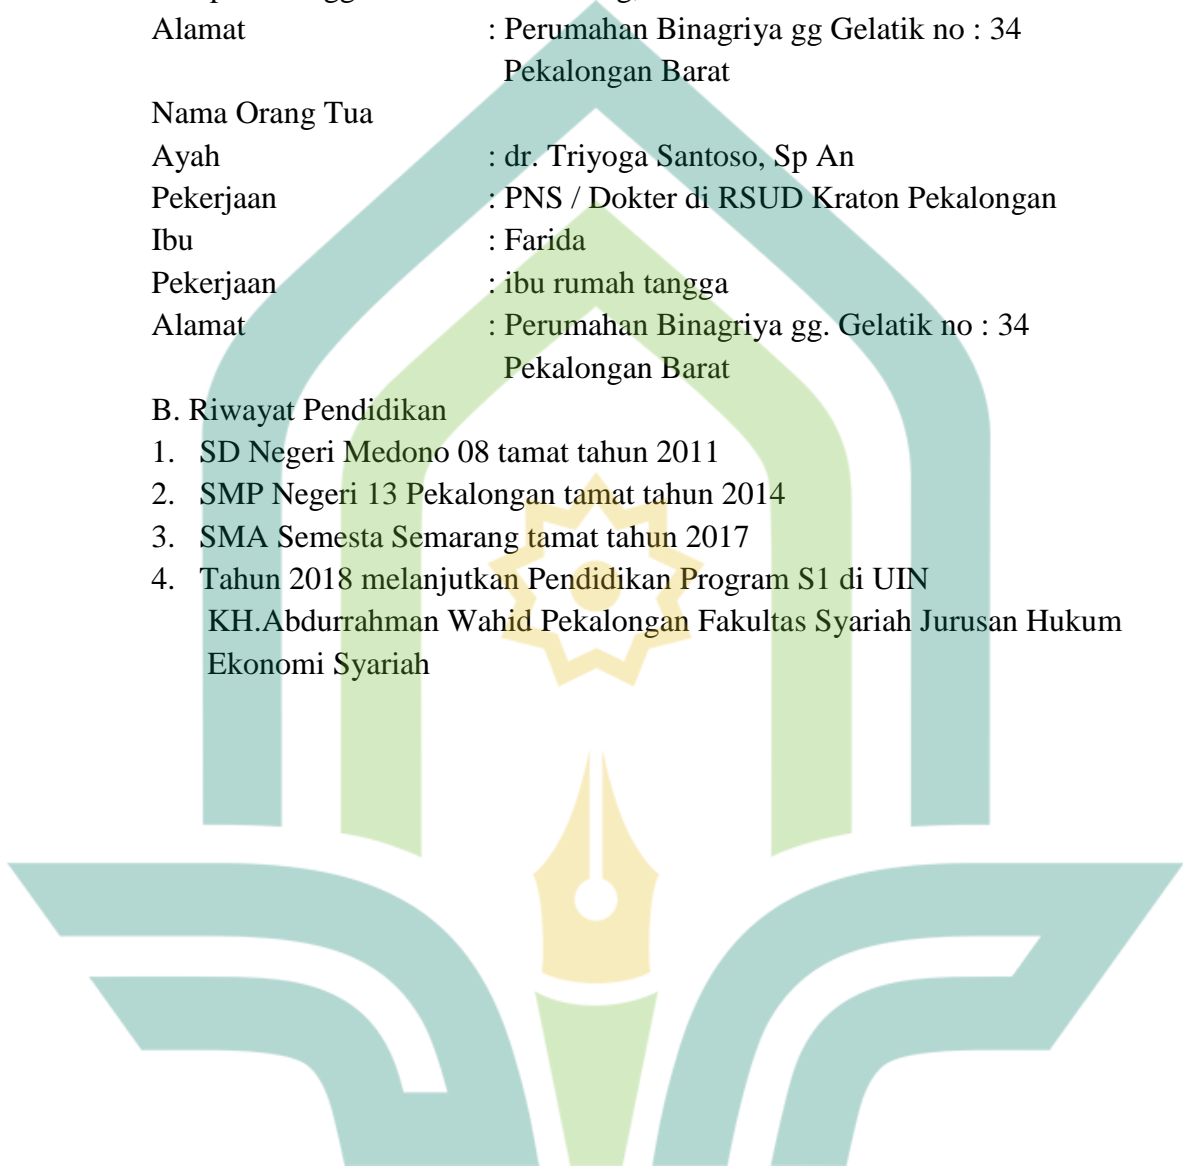 Alamat : Perumahan Binagriya gg Gelatik no : 34
Pekalongan Barat
Nama Orang Tua
Ayah : dr. Triyoga Santoso, Sp An
Pekerjaan : PNS / Dokter di RSUD Kraton Pekalongan
Ibu : Farida
Pekerjaan : ibu rumah tangga
Alamat : Perumahan Binagriya gg. Gelatik no : 34
Pekalongan Barat
B. Riwayat Pendidikan
1. SD Negeri Medono 08 tamat tahun 2011
2. SMP Negeri 13 Pekalongan tamat tahun 2014
3. SMA Semesta Semarang tamat tahun 2017
4. Tahun 2018 melanjutkan Pendidikan Program S1 di UIN
KH.Abdurrahman Wahid Pekalongan Fakultas Syariah Jurusan Hukum
Ekonomi Syariah